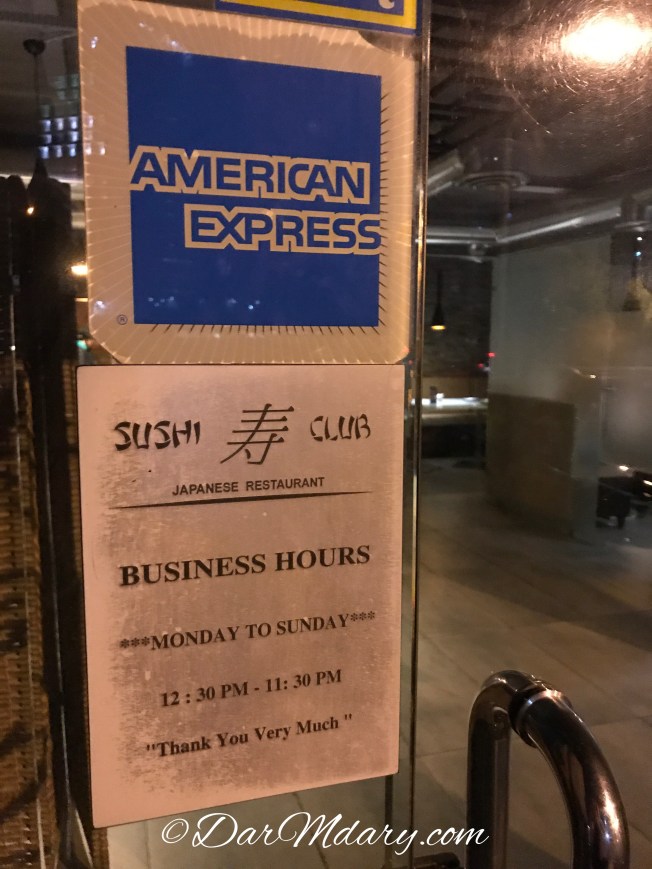 AMERICAN
EXPRESS
®
SUSHI 寿 CLUB
JAPANESE RESTAURANT
BUSINESS HOURS
***MONDAY TO SUNDAY***
12 : 30 PM - 11: 30 PM
"Thank You Very Much "
©DarMdary.com